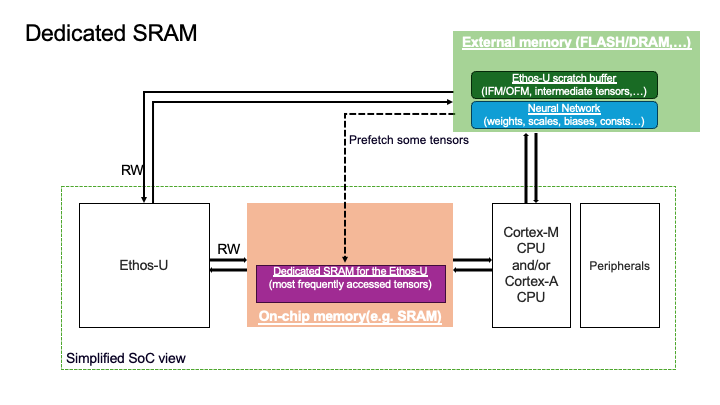 Dedicated SRAM
External memory (FLASH/DRAM,...)
Ethos-U scratch buffer
(IFM/OFM, intermediate tensors,...)
Neural Network
(weights, scales, biases, consts...)
Prefetch some tensors
RW
RW
Ethos-U
Dedicated SRAM for the Ethos-U
(most frequently accessed tensors)
On-chip memory(e.g. SRAM)
Cortex-M
CPU
and/or
Cortex-A
CPU
Peripherals
Simplified SoC view